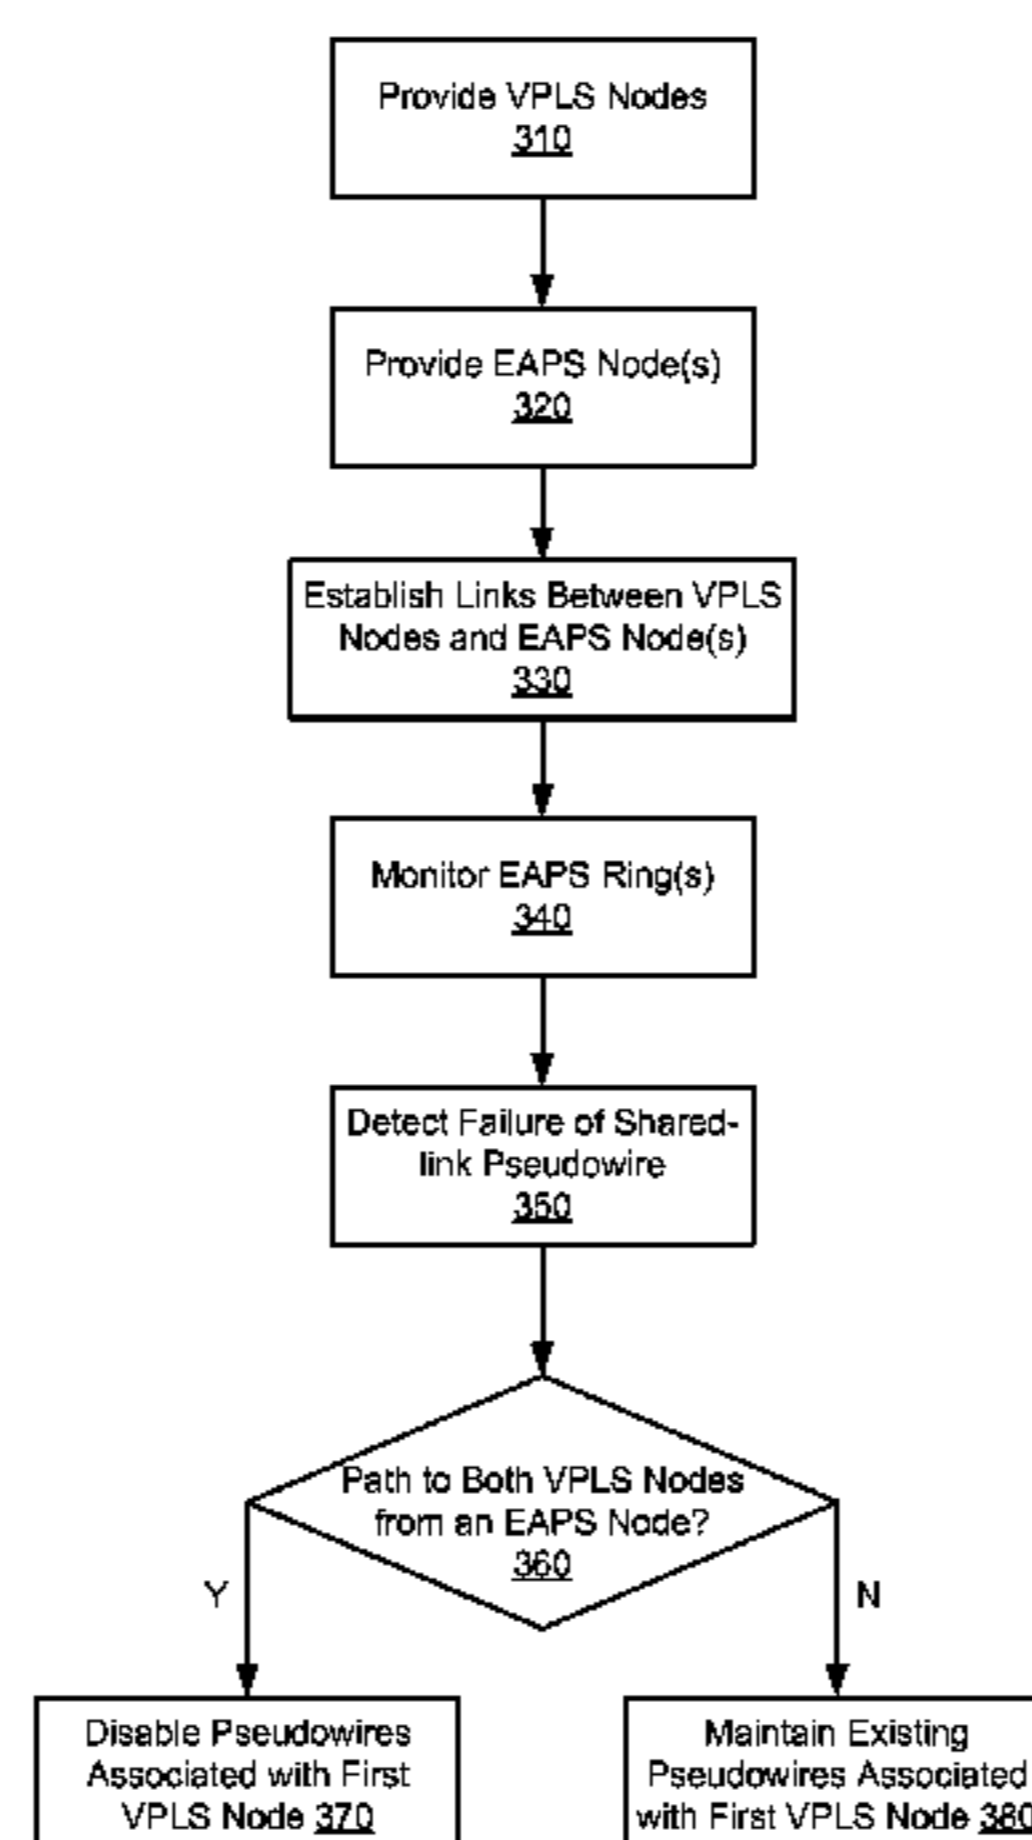 Provide VPLS Nodes
310
Provide EAPS Node(s)
320
Establish Links Between VPLS
Nodes and EAPS Node(s)
330
Monitor EAPS Ring(s)
340
Detect Failure of Shared-
link Pseudowire
350
Path to Both VPLS Nodes
from an EAPS Node?
360
Y
N
Disable Pseudowires
Associated with First
VPLS Node 370
Maintain Existing
Pseudowires Associated
with First VPLS Node 380